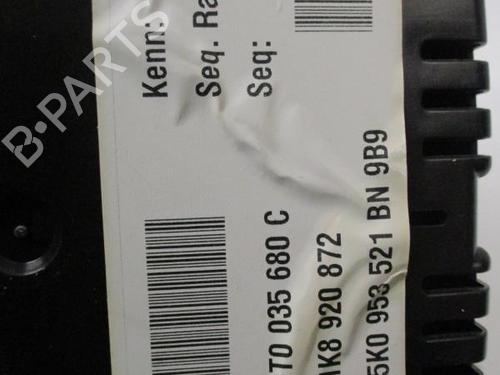 B-PARTS
Kenn:
Seq. Ra
Seq:
T0 035 680 C
1K8 920 872
5K0 953 521 BN 9B9